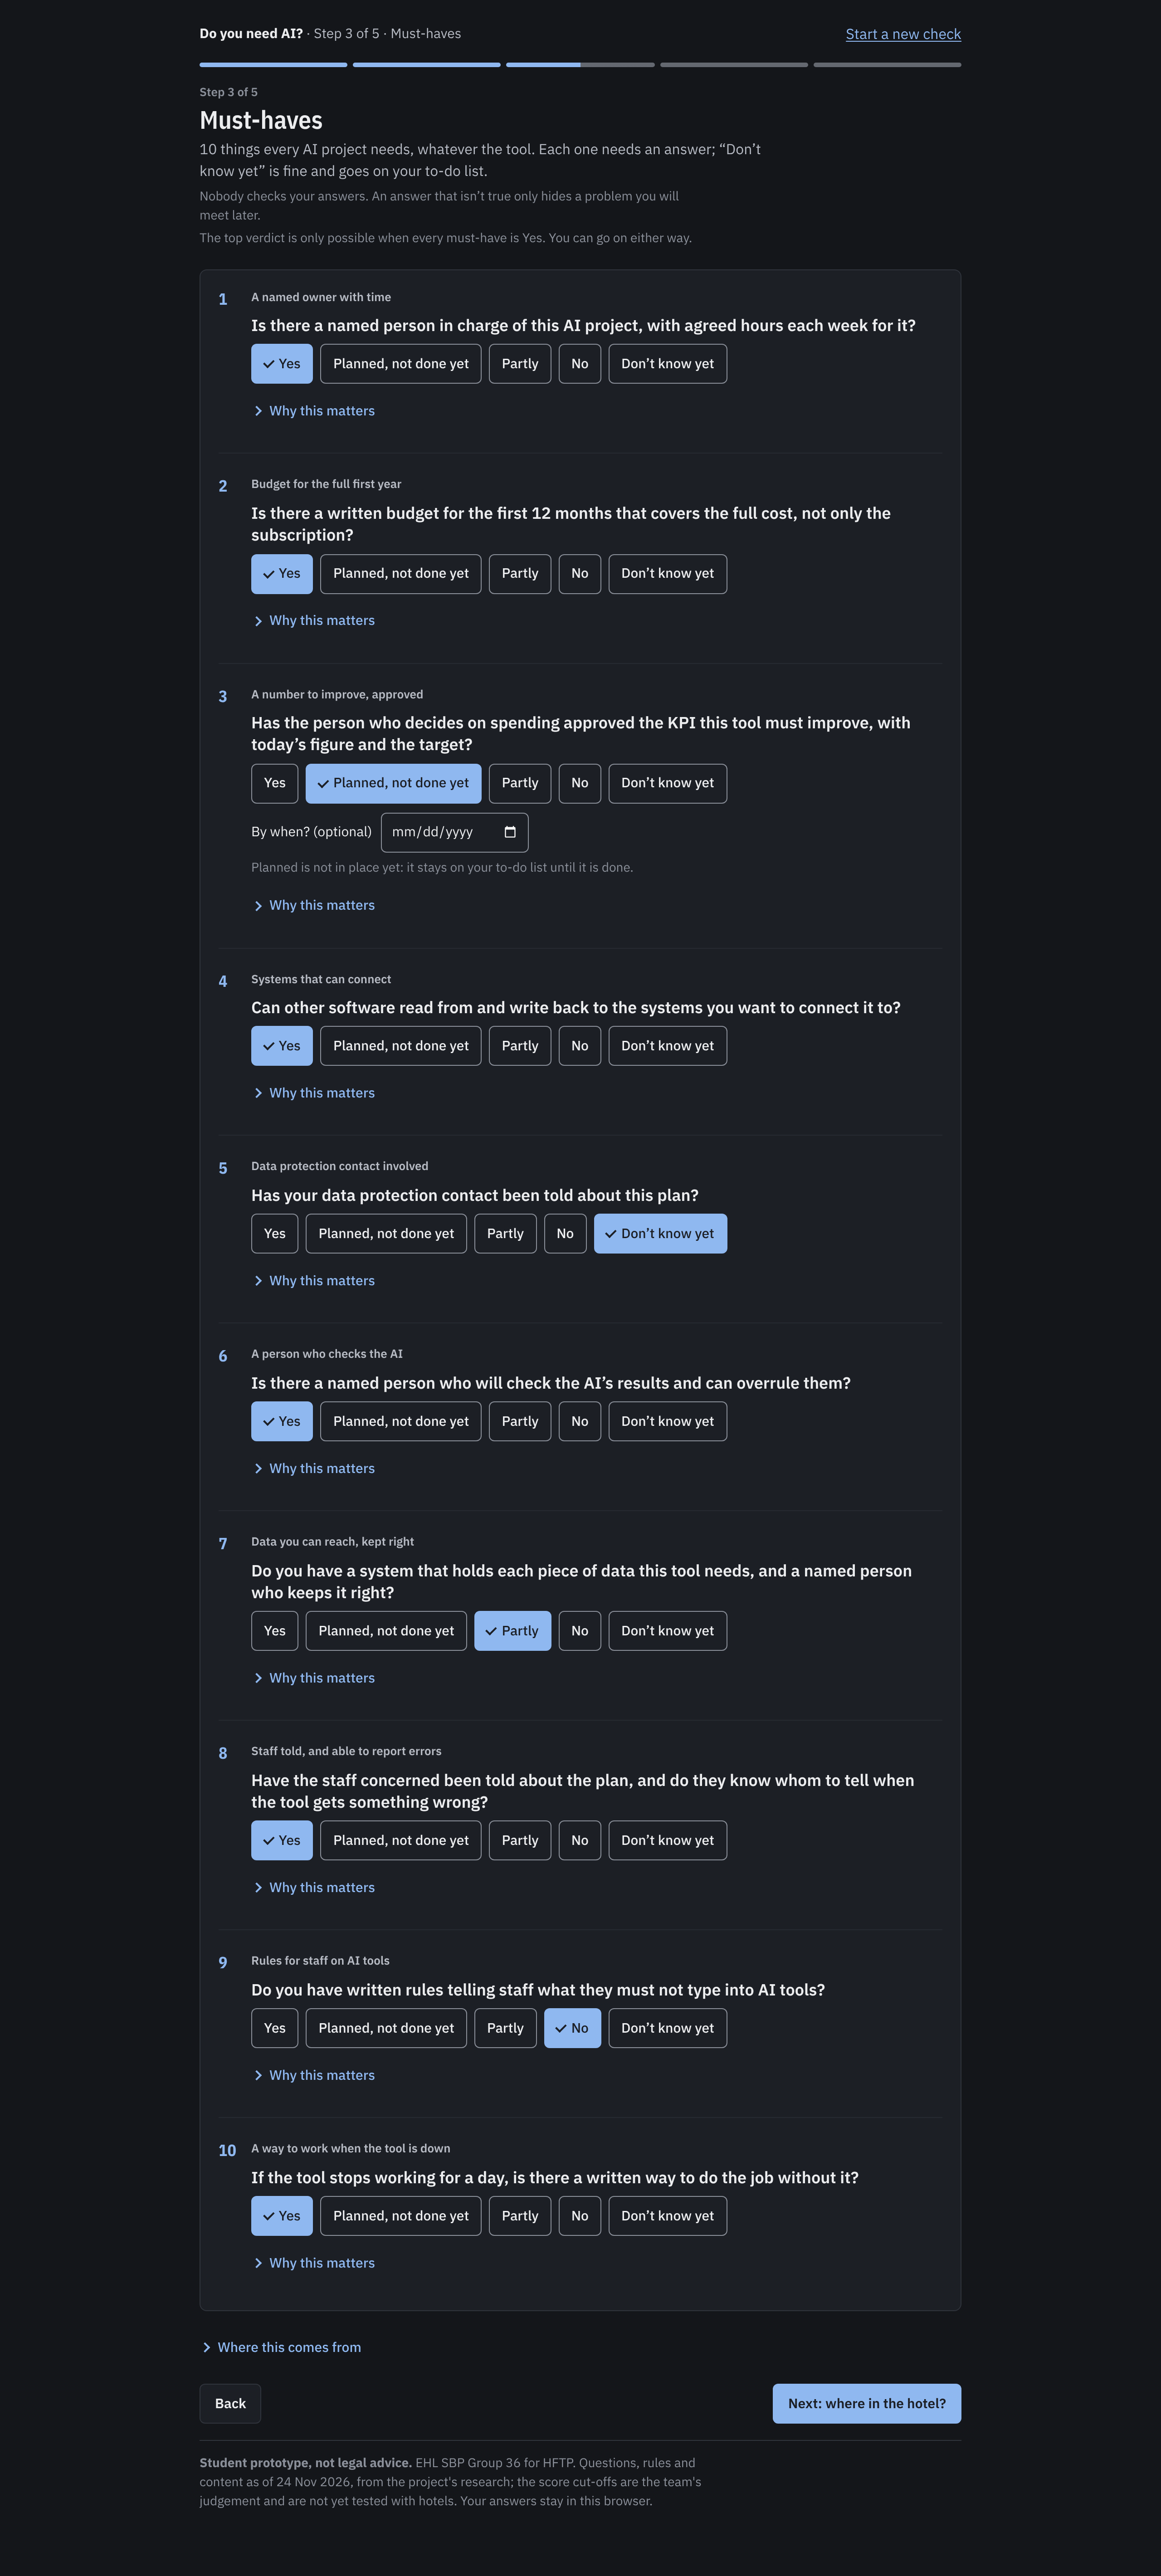 Do you need AI? · Step 3 of 5 · Must-haves
Start a new check
Step 3 of 5
Must-haves
10 things every AI project needs, whatever the tool. Each one needs an answer; “Don’t
know yet” is fine and goes on your to-do list.
Nobody checks your answers. An answer that isn’t true only hides a problem you will
meet later.
The top verdict is only possible when every must-have is Yes. You can go on either way.
1 A named owner with time
Is there a named person in charge of this AI project, with agreed hours each week for it?
Yes Planned, not done yet Partly No Don’t know yet
Why this matters
2 Budget for the full first year
Is there a written budget for the first 12 months that covers the full cost, not only the
subscription?
Yes Planned, not done yet Partly No Don’t know yet
Why this matters
3 A number to improve, approved
Has the person who decides on spending approved the KPI this tool must improve, with
today’s figure and the target?
Yes Planned, not done yet Partly No Don’t know yet
By when? (optional) mm/dd/yyyy
Planned is not in place yet: it stays on your to-do list until it is done.
Why this matters
4 Systems that can connect
Can other software read from and write back to the systems you want to connect it to?
Yes Planned, not done yet Partly No Don’t know yet
Why this matters
5 Data protection contact involved
Has your data protection contact been told about this plan?
Yes Planned, not done yet Partly No Don’t know yet
Why this matters
6 A person who checks the AI
Is there a named person who will check the AI’s results and can overrule them?
Yes Planned, not done yet Partly No Don’t know yet
Why this matters
7 Data you can reach, kept right
Do you have a system that holds each piece of data this tool needs, and a named person
who keeps it right?
Yes Planned, not done yet Partly No Don’t know yet
Why this matters
8 Staff told, and able to report errors
Have the staff concerned been told about the plan, and do they know whom to tell when
the tool gets something wrong?
Yes Planned, not done yet Partly No Don’t know yet
Why this matters
9 Rules for staff on AI tools
Do you have written rules telling staff what they must not type into AI tools?
Yes Planned, not done yet Partly No Don’t know yet
Why this matters
10 A way to work when the tool is down
If the tool stops working for a day, is there a written way to do the job without it?
Yes Planned, not done yet Partly No Don’t know yet
Why this matters
Where this comes from
Back
Next: where in the hotel?
Student prototype, not legal advice. EHL SBP Group 36 for HFTP. Questions, rules and
content as of 24 Nov 2026, from the project's research; the score cut-offs are the team's
judgement and are not yet tested with hotels. Your answers stay in this browser.